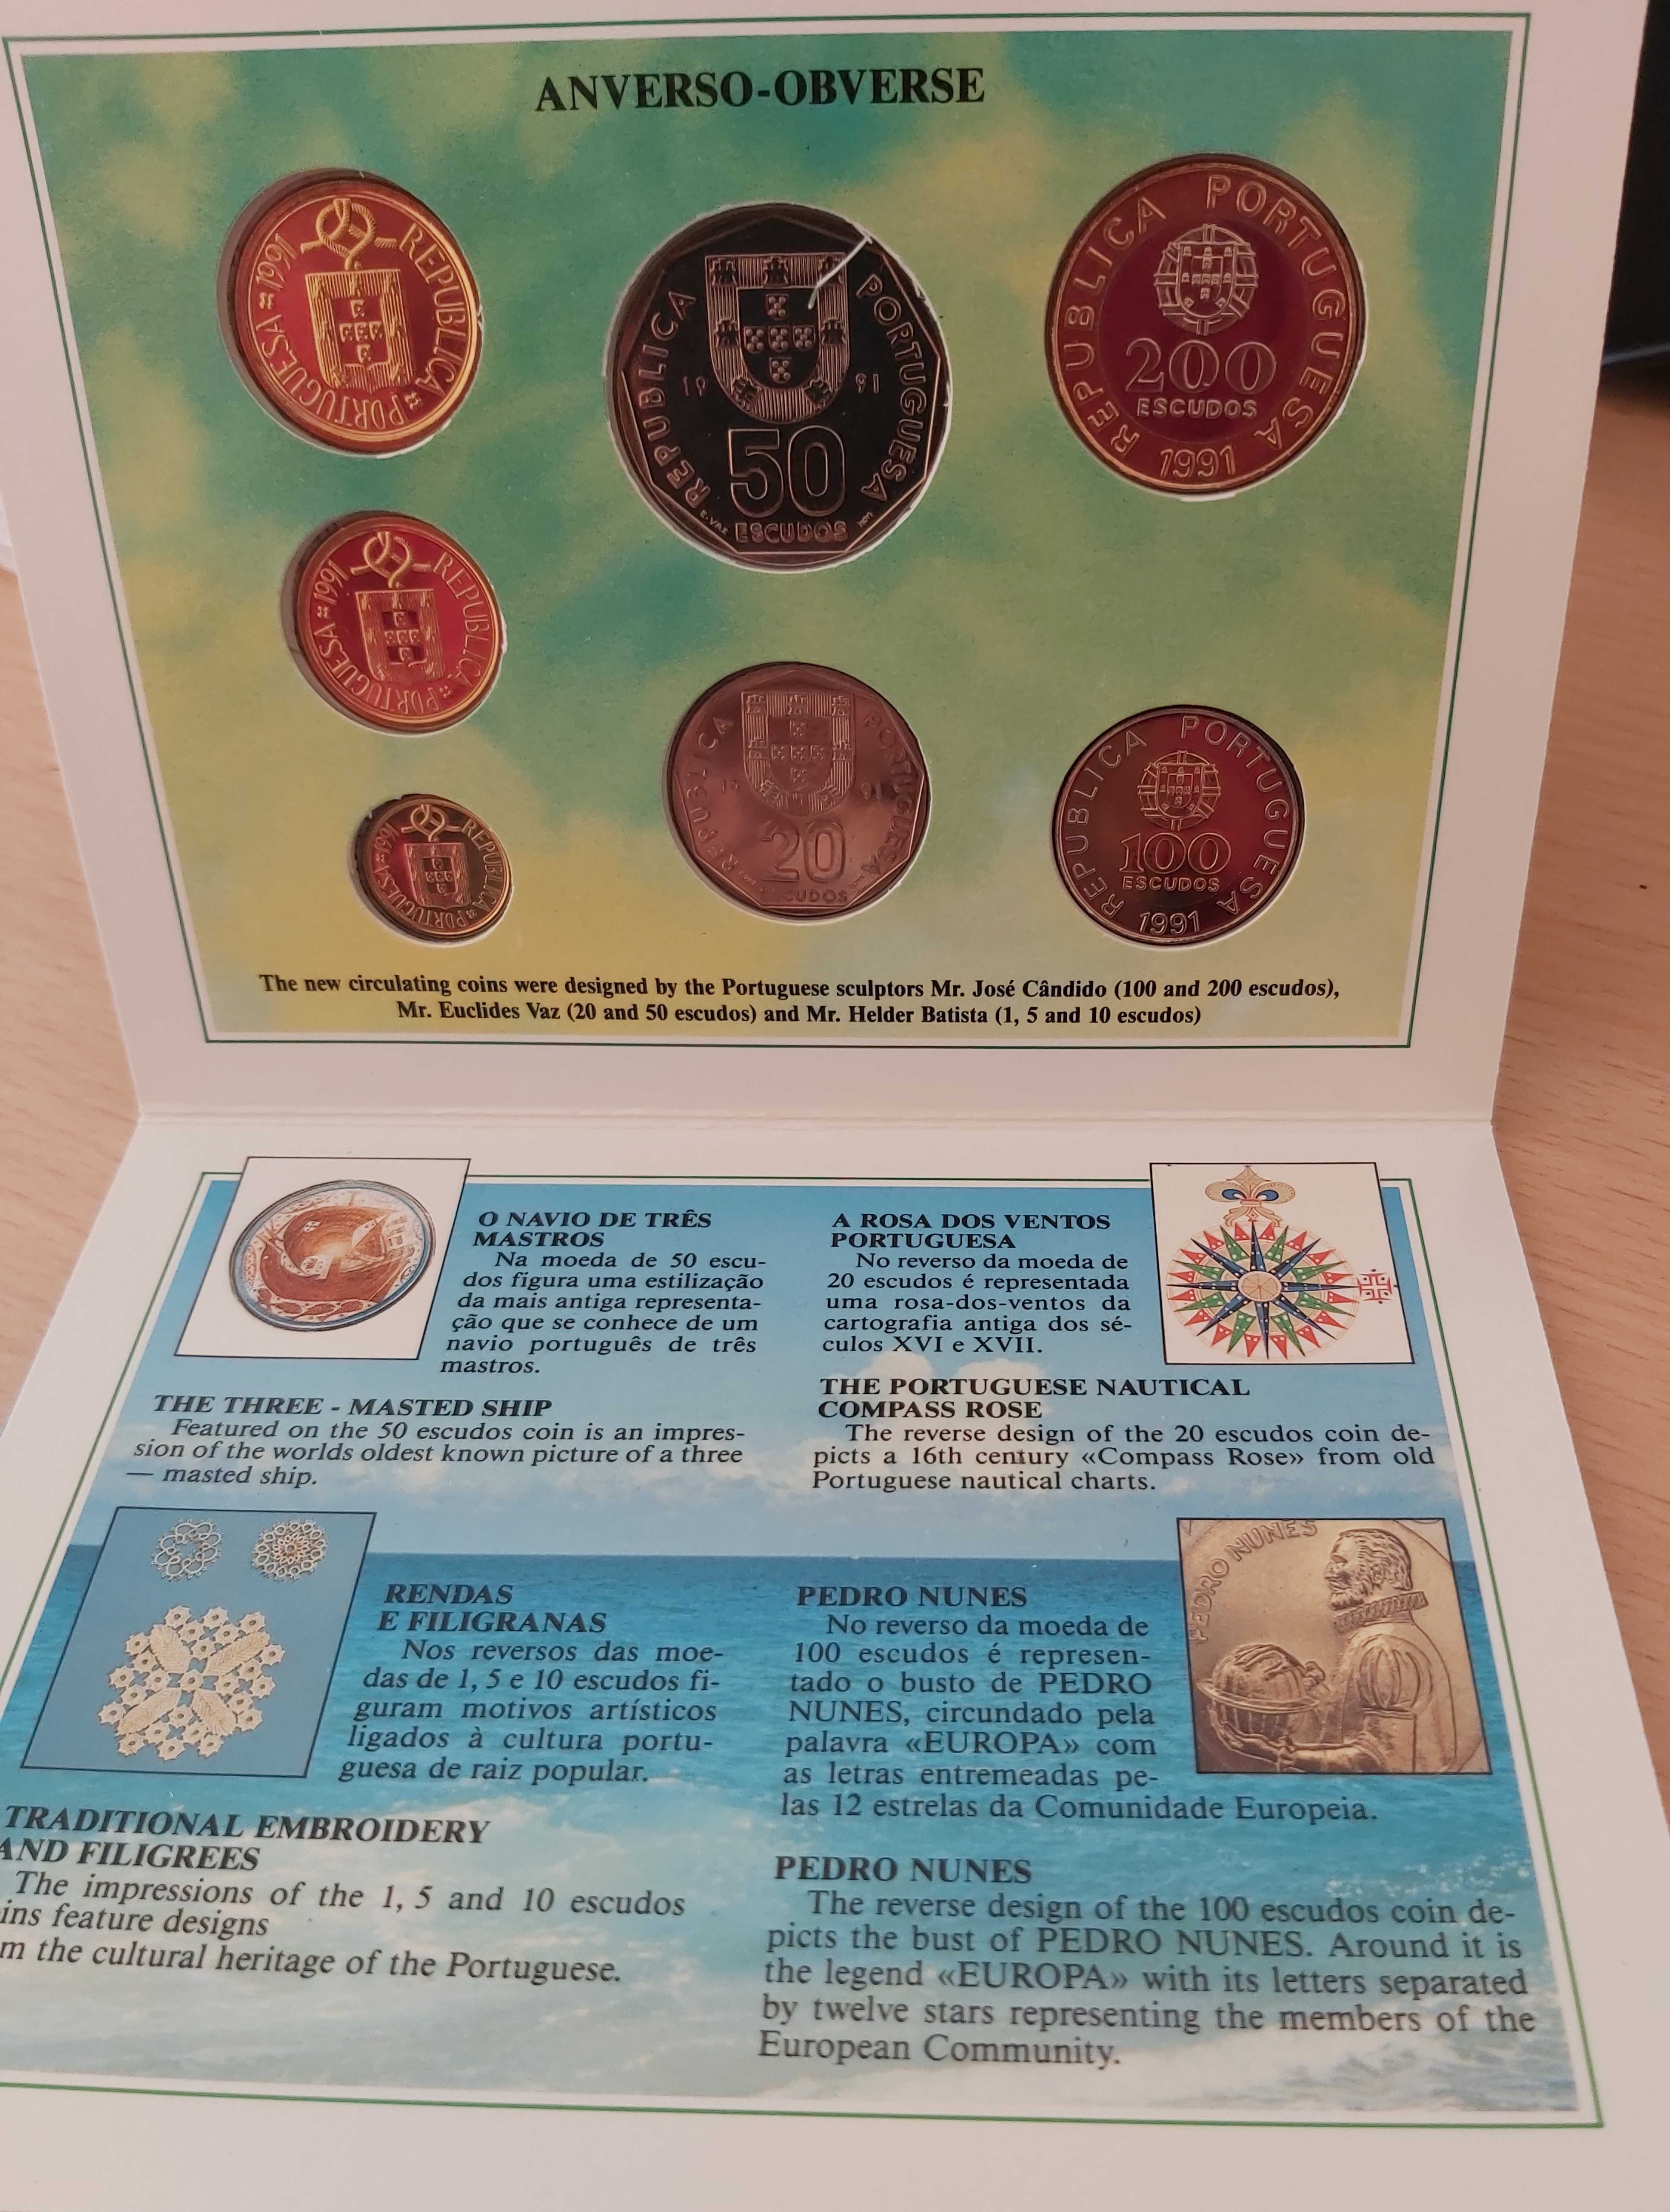 ANVERSO-OBVERSE
REPUBLICA PORTUGUESA 1991
REPUBLICA PORTUGUESA
19 91
50
ESCUDOS
E. VAZ
INCM
REPUBLICA PORTUGUESA
200
ESCUDOS
1991
REPUBLICA PORTUGUESA 1991
REPUBLICA PORTUGUESA 1991
REPUBLICA PORTUGUESA
91
20
ESCUDOS
REPUBLICA PORTUGUESA
100
ESCUDOS
1991
The new circulating coins were designed by the Portuguese sculptors Mr. José Cândido (100 and 200 escudos),
Mr. Euclides Vaz (20 and 50 escudos) and Mr. Helder Batista (1, 5 and 10 escudos)
O NAVIO DE TRÊS
MASTROS
Na moeda de 50 escu-
dos figura uma estilização
da mais antiga representa-
ção que se conhece de um
navio português de três
mastros.
THE THREE - MASTED SHIP
Featured on the 50 escudos coin is an impres-
sion of the worlds oldest known picture of a three
— masted ship.
A ROSA DOS VENTOS
PORTUGUESA
No reverso da moeda de
20 escudos é representada
uma rosa-dos-ventos da
cartografia antiga dos sé-
culos XVI e XVII.
THE PORTUGUESE NAUTICAL
COMPASS ROSE
The reverse design of the 20 escudos coin de-
picts a 16th century «Compass Rose» from old
Portuguese nautical charts.
RENDAS
E FILIGRANAS
Nos reversos das moe-
das de 1, 5 e 10 escudos fi-
guram motivos artísticos
ligados à cultura portu-
guesa de raiz popular.
TRADITIONAL EMBROIDERY
AND FILIGREES
The impressions of the 1, 5 and 10 escudos
ins feature designs
m the cultural heritage of the Portuguese.
PEDRO NUNES
No reverso da moeda de
100 escudos é represen-
tado o busto de PEDRO
NUNES, circundado pela
palavra «EUROPA» com
as letras entremeadas pe-
las 12 estrelas da Comunidade Europeia.
PEDRO NUNES
PEDRO NUNES
The reverse design of the 100 escudos coin de-
picts the bust of PEDRO NUNES. Around it is
the legend «EUROPA» with its letters separated
by twelve stars representing the members of the
European Community.